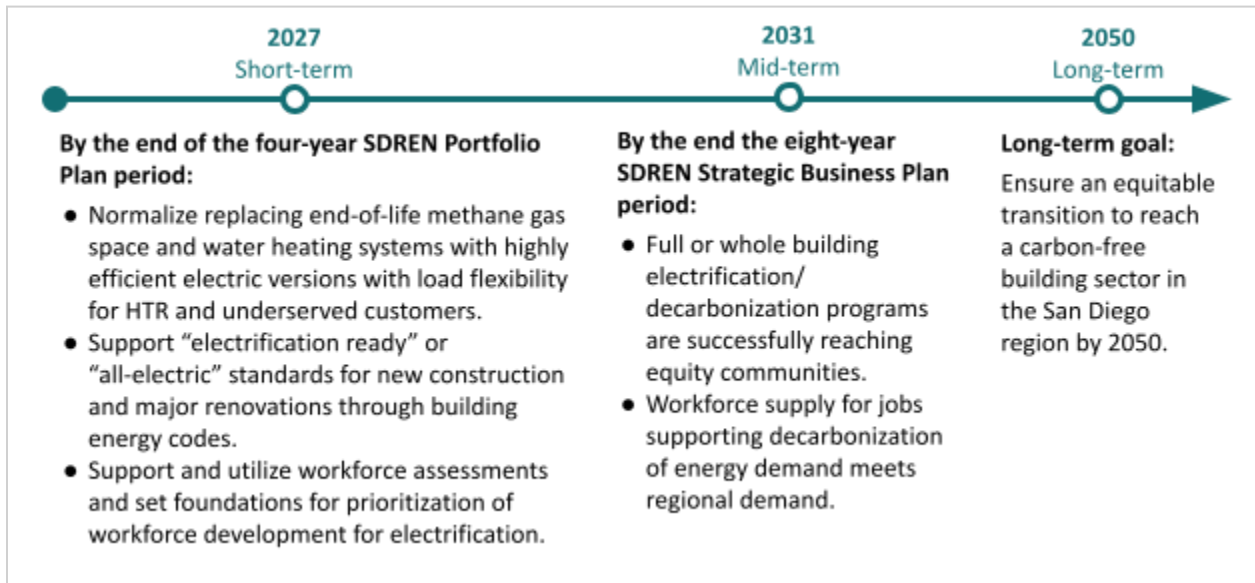 2027
Short-term
2031
Mid-term
2050
Long-term
By the end of the four-year SDREN Portfolio
Plan period:
● Normalize replacing end-of-life methane gas
space and water heating systems with highly
efficient electric versions with load flexibility
for HTR and underserved customers.
● Support “electrification ready” or
“all-electric” standards for new construction
and major renovations through building
energy codes.
● Support and utilize workforce assessments
and set foundations for prioritization of
workforce development for electrification.
By the end the eight-year
SDREN Strategic Business Plan
period:
● Full or whole building
electrification/
decarbonization programs
are successfully reaching
equity communities.
● Workforce supply for jobs
supporting decarbonization
of energy demand meets
regional demand.
Long-term goal:
Ensure an equitable
transition to reach
a carbon-free
building sector in
the San Diego
region by 2050.